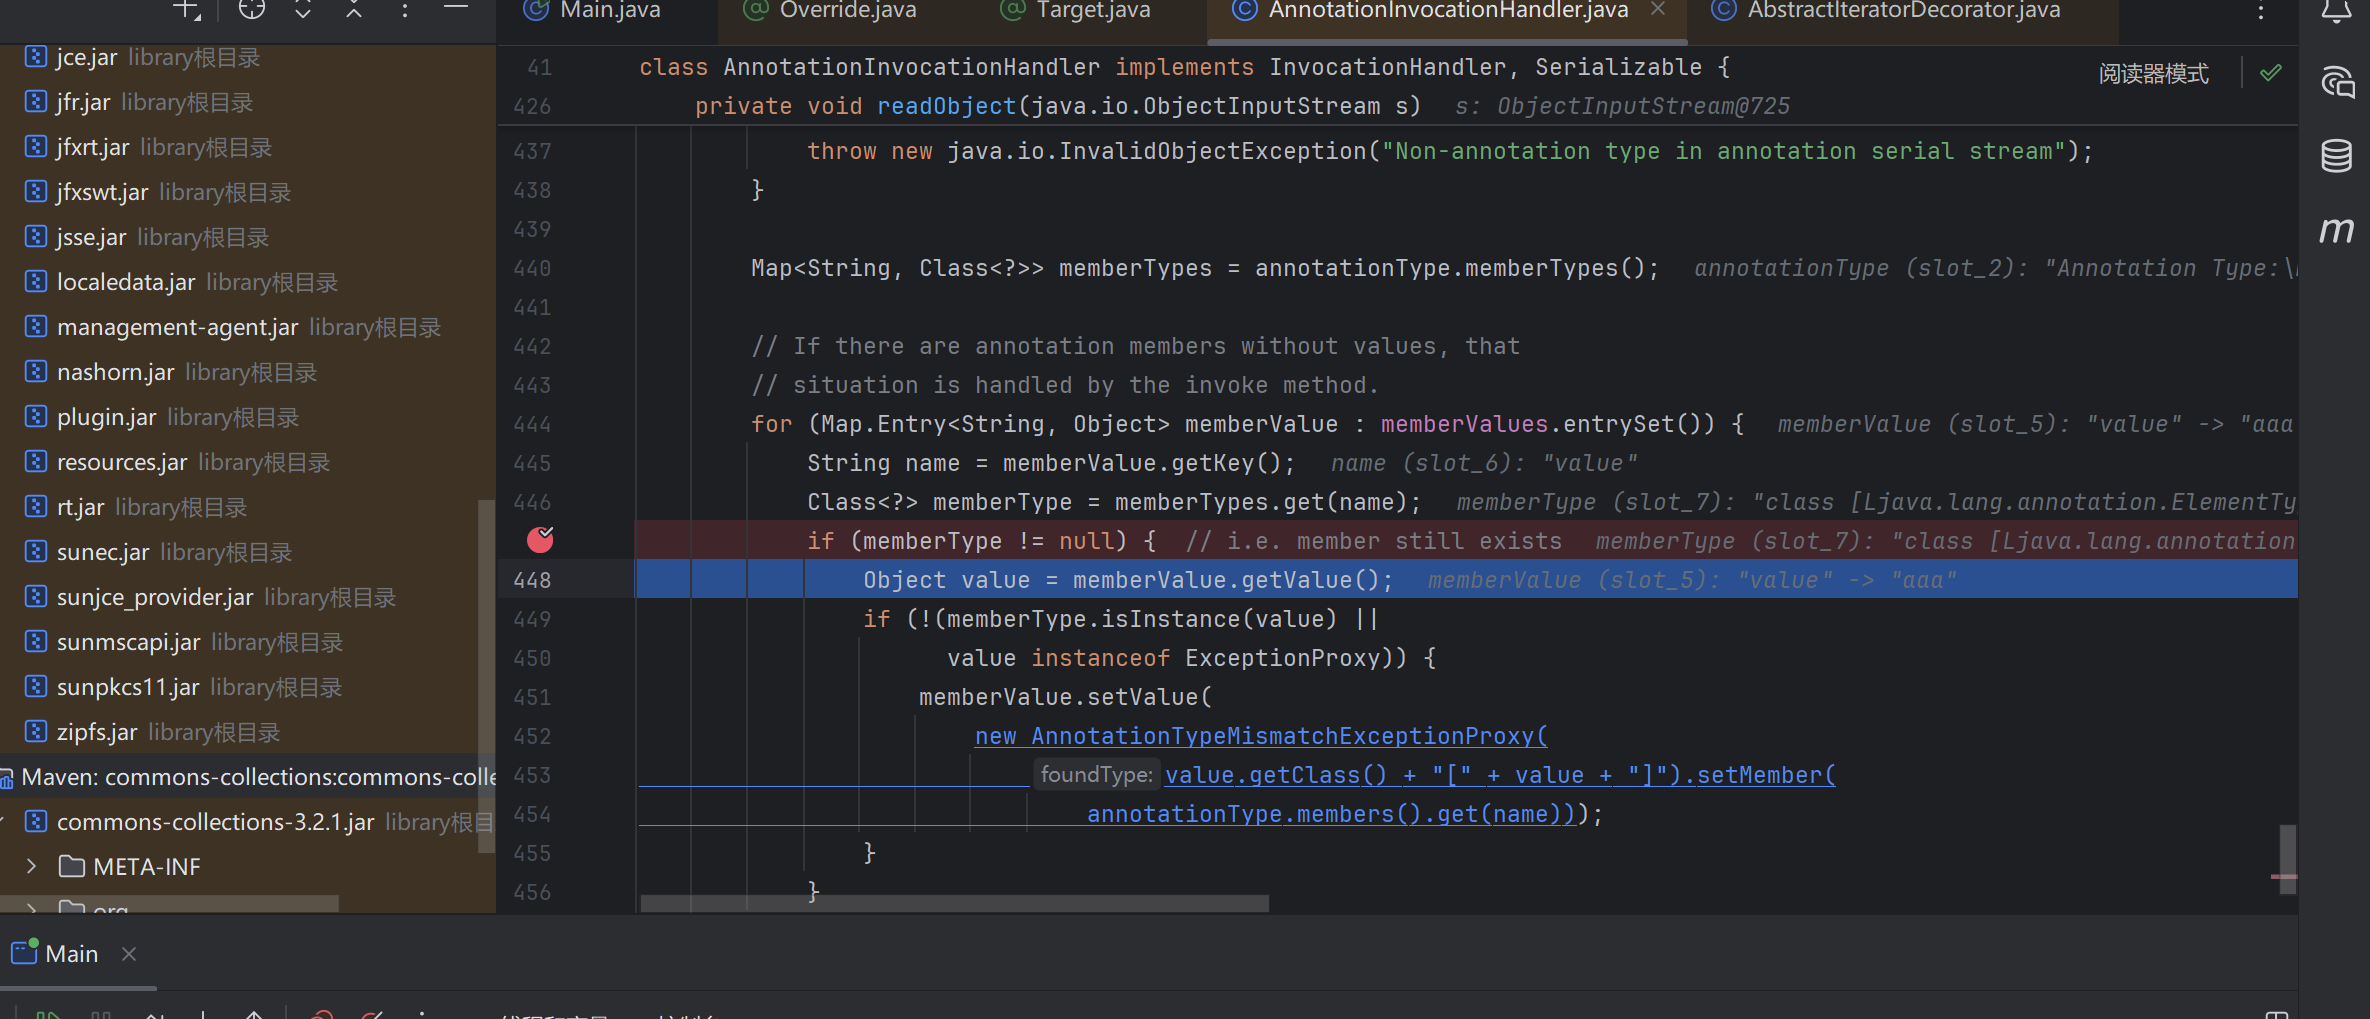 Main.java
Override.java
Target.java
AnnotationInvocationHandler.java
AbstractIteratorDecorator.java
jce.jar library根目录
jfr.jar library根目录
jfxrt.jar library根目录
jfxswt.jar library根目录
jsse.jar library根目录
localedata.jar library根目录
management-agent.jar library根目录
nashorn.jar library根目录
plugin.jar library根目录
resources.jar library根目录
rt.jar library根目录
sunec.jar library根目录
sunjce_provider.jar library根目录
sunmscapi.jar library根目录
sunpkcs11.jar library根目录
zipfs.jar library根目录
Maven: commons-collections:commons-colle
commons-collections-3.2.1.jar library根目
META-INF
org
阅读器模式
41 class AnnotationInvocationHandler implements InvocationHandler, Serializable {
426 private void readObject(java.io.ObjectInputStream s) s: ObjectInputStream@725
437 throw new java.io.InvalidObjectException("Non-annotation type in annotation serial stream");
438 }
439
440 Map<String, Class<?>> memberTypes = annotationType.memberTypes(); annotationType (slot_2): "Annotation Type:\
441
442 // If there are annotation members without values, that
443 // situation is handled by the invoke method.
444 for (Map.Entry<String, Object> memberValue : memberValues.entrySet()) { memberValue (slot_5): "value" -> "aaa
445 String name = memberValue.getKey(); name (slot_6): "value"
446 Class<?> memberType = memberTypes.get(name); memberType (slot_7): "class [Ljava.lang.annotation.ElementTy
if (memberType != null) { // i.e. member still exists memberType (slot_7): "class [Ljava.lang.annotation
448 Object value = memberValue.getValue(); memberValue (slot_5): "value" -> "aaa"
449 if (!(memberType.isInstance(value) ||
450 value instanceof ExceptionProxy)) {
451 memberValue.setValue(
452 new AnnotationTypeMismatchExceptionProxy(
453 foundType: value.getClass() + "[" + value + "]").setMember(
454 annotationType.members().get(name)));
455 }
456 }
m
Main